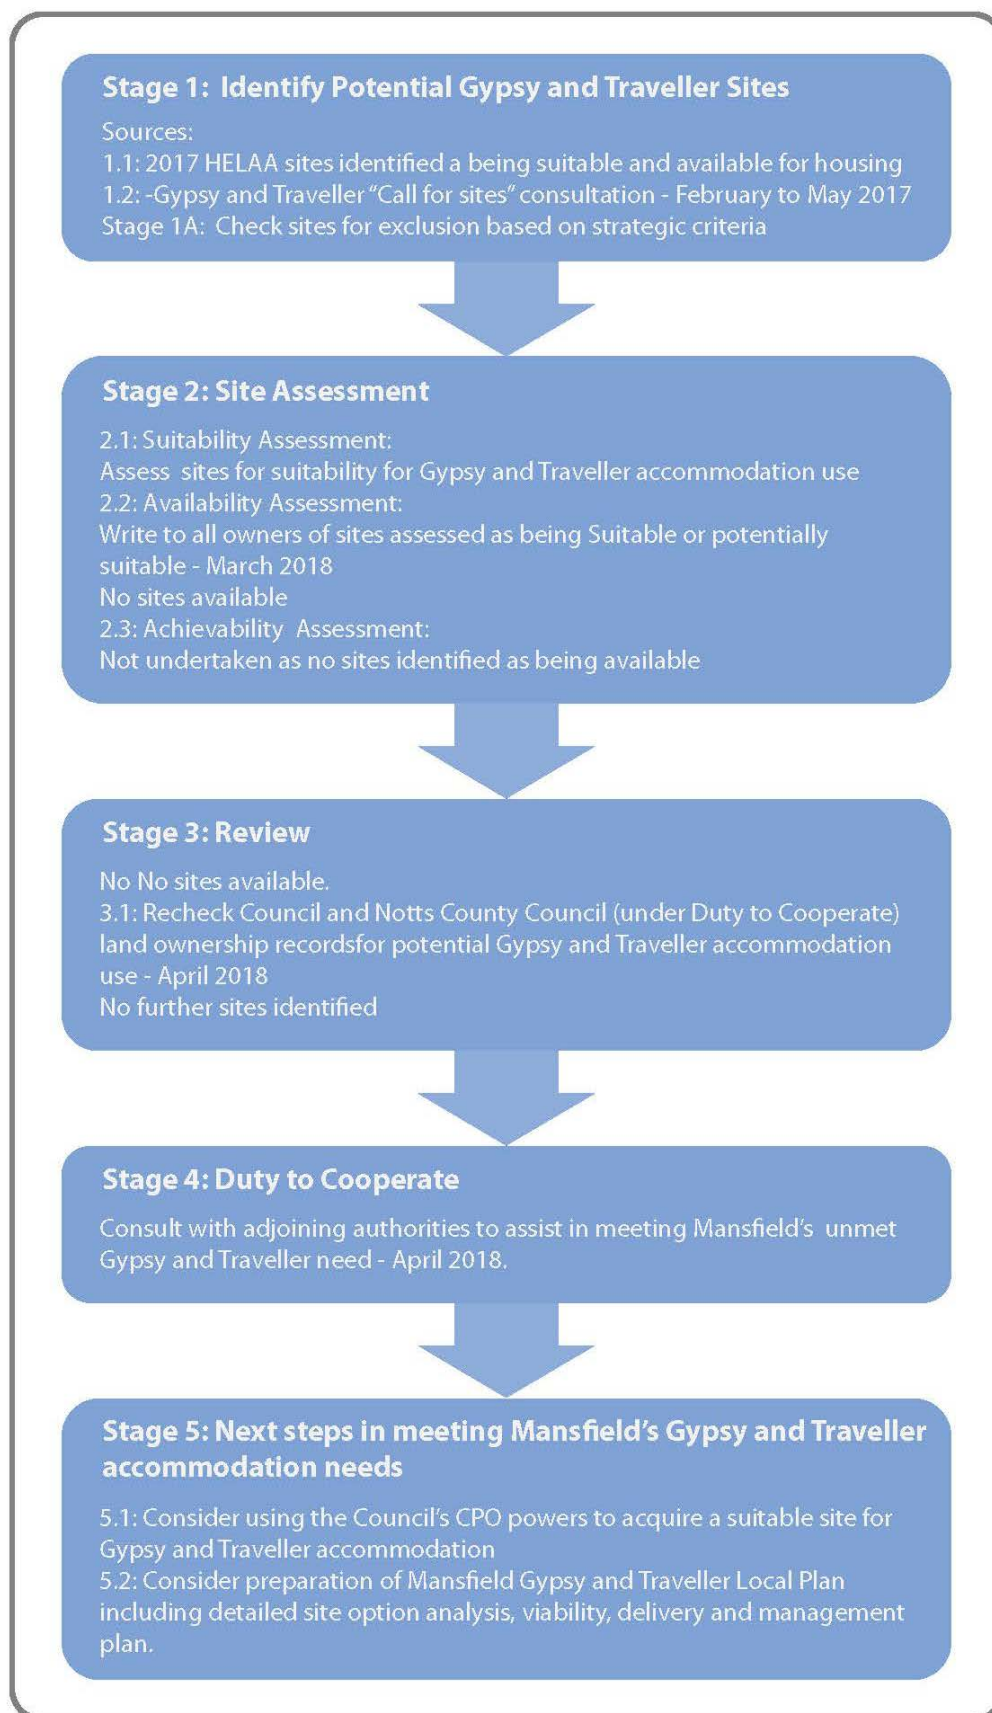 Stage 1: Identify Potential Gypsy and Traveller Sites
Sources:
1.1: 2017 HELAA sites identified a being suitable and available for housing
1.2: -Gypsy and Traveller “Call for sites” consultation - February to May 2017
Stage 1A: Check sites for exclusion based on strategic criteria
Stage 2: Site Assessment
2.1: Suitability Assessment:
Assess sites for suitability for Gypsy and Traveller accommodation use
2.2: Availability Assessment:
Write to all owners of sites assessed as being Suitable or potentially
suitable - March 2018
No sites available
2.3: Achievability Assessment:
Not undertaken as no sites identified as being available
Stage 3: Review
No No sites available.
3.1: Recheck Council and Notts County Council (under Duty to Cooperate)
land ownership recordsfor potential Gypsy and Traveller accommodation
use - April 2018
No further sites identified
Stage 4: Duty to Cooperate
Consult with adjoining authorities to assist in meeting Mansfield’s unmet
Gypsy and Traveller need - April 2018.
Stage 5: Next steps in meeting Mansfield’s Gypsy and Traveller
accommodation needs
5.1: Consider using the Council’s CPO powers to acquire a suitable site for
Gypsy and Traveller accommodation
5.2: Consider preparation of Mansfield Gypsy and Traveller Local Plan
including detailed site option analysis, viability, delivery and management
plan.